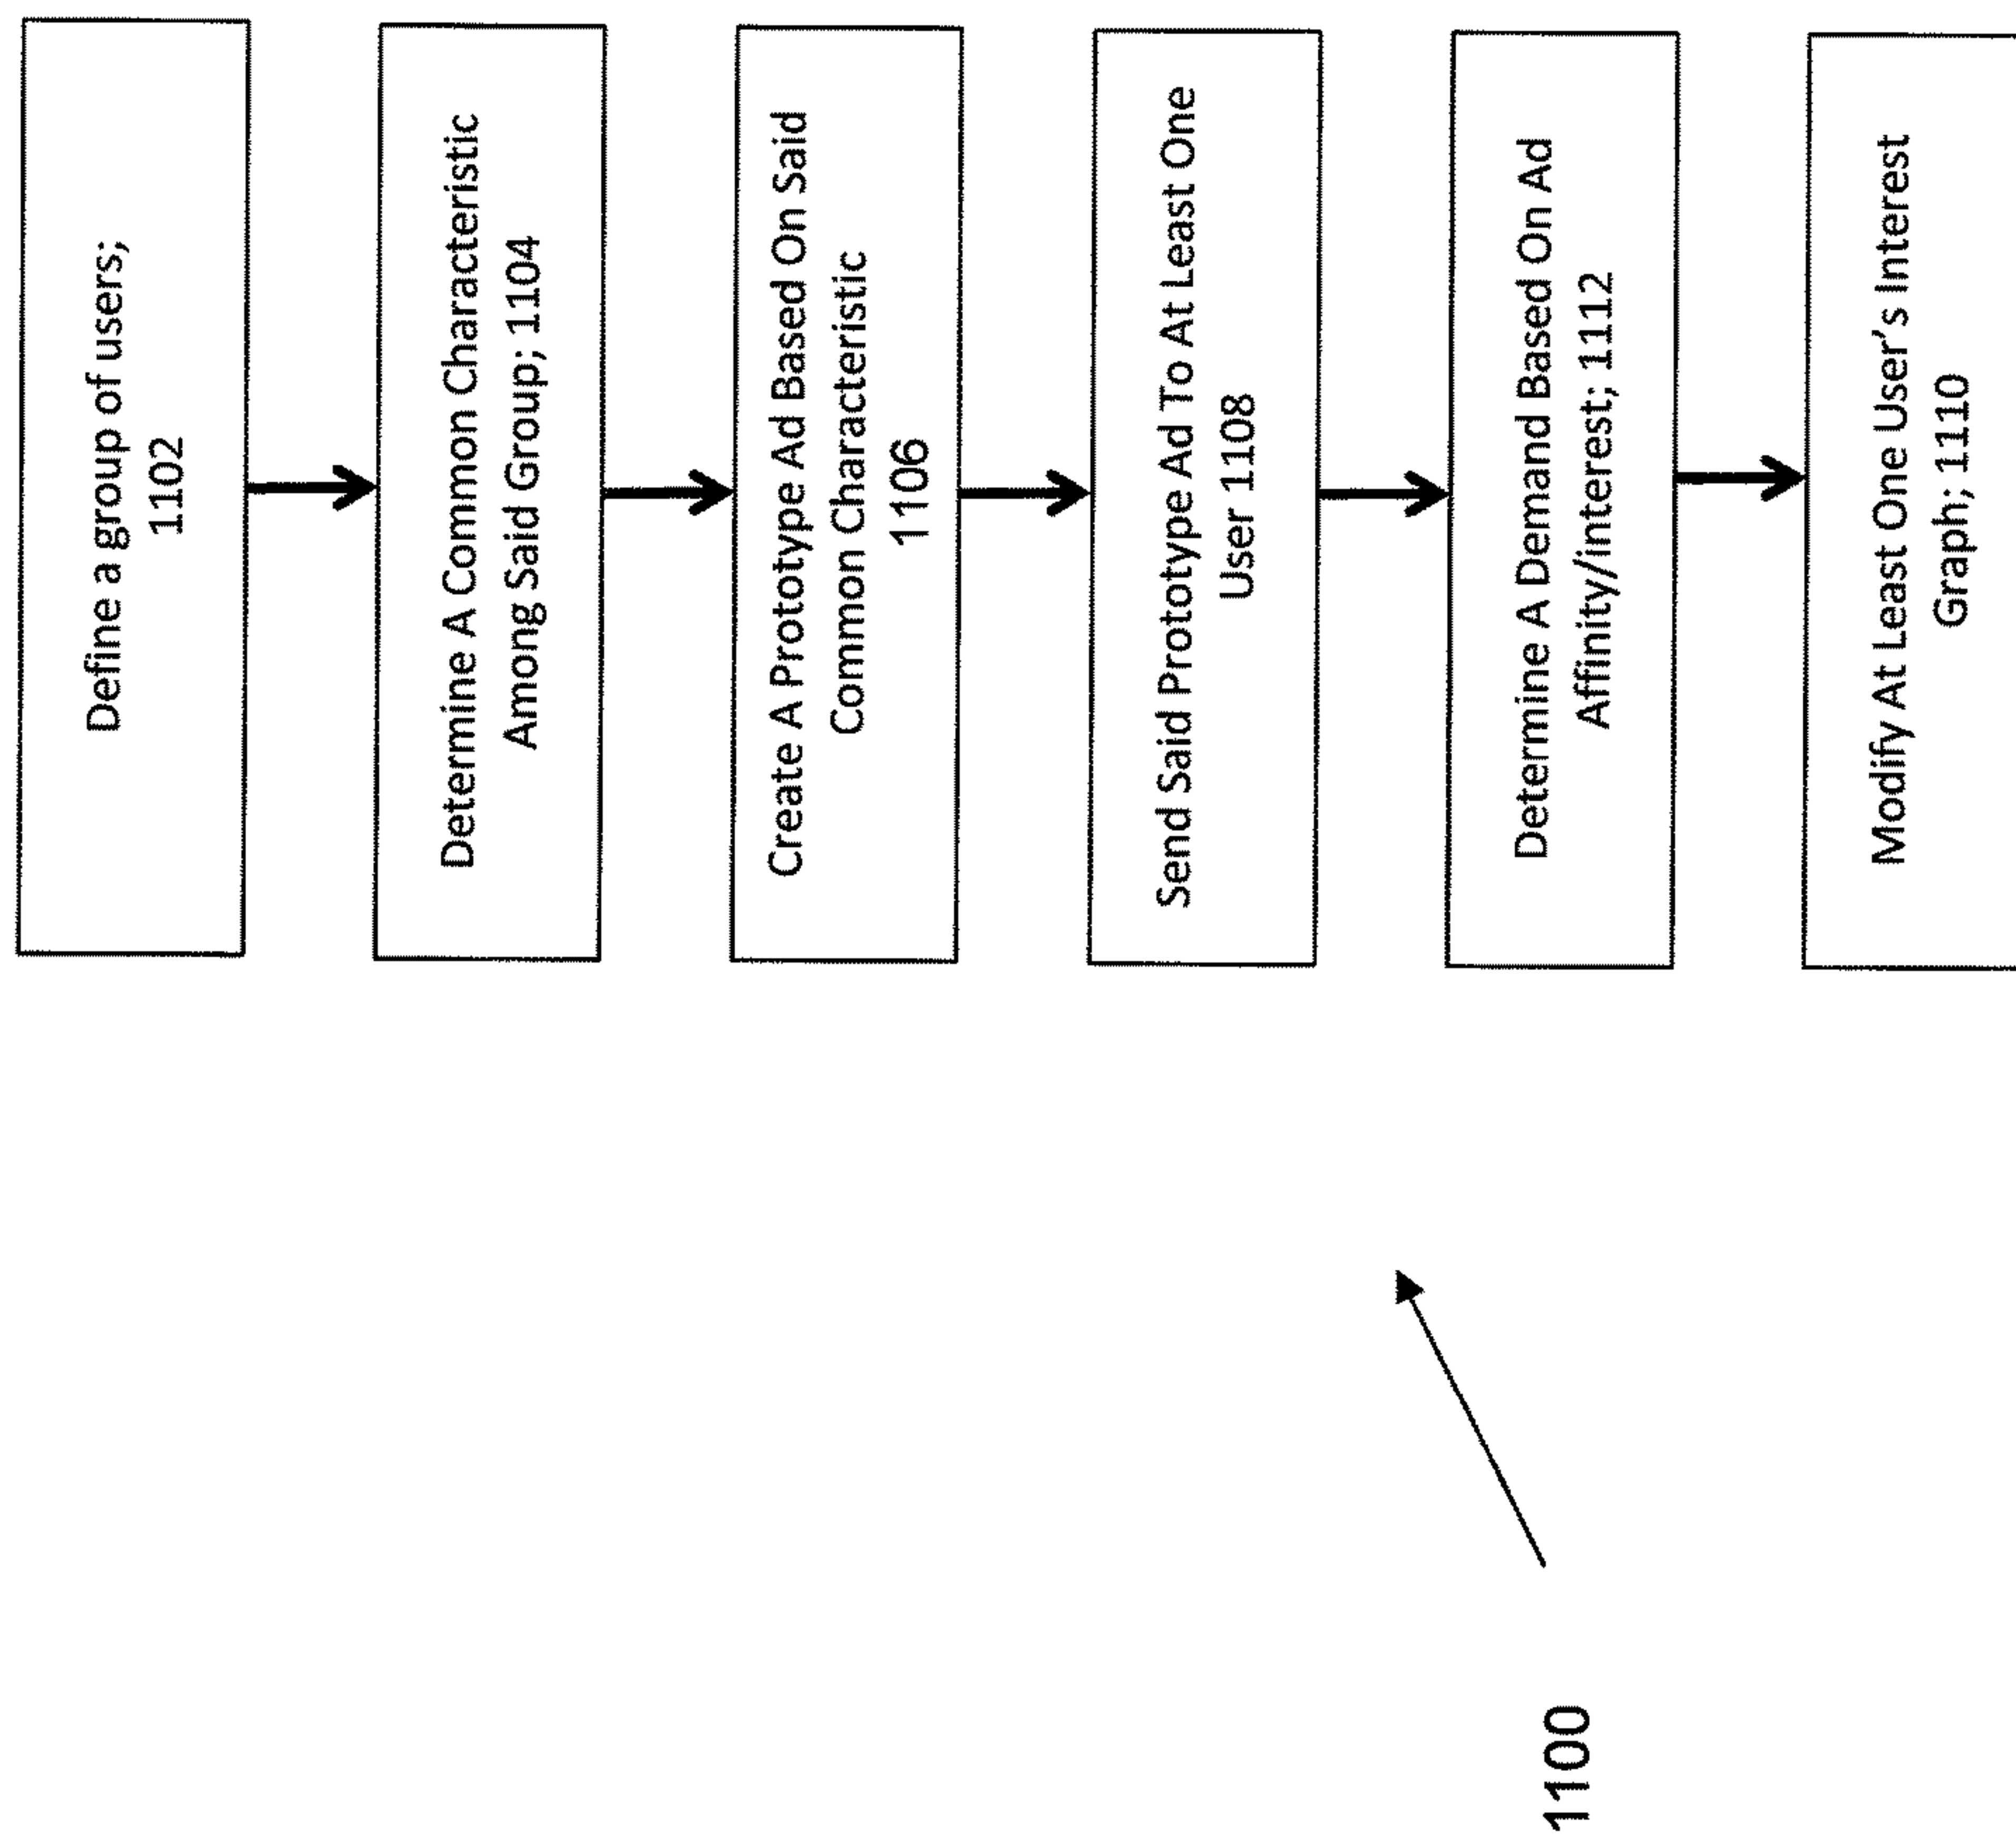 Define a group of users;
1102
Determine A Common Characteristic
Among Said Group; 1104
Create A Prototype Ad Based On Said
Common Characteristic
1106
Send Said Prototype Ad To At Least One
User 1108
Determine A Demand Based On Ad
Affinity/interest; 1112
Modify At Least One User's Interest
Graph; 1110
1100